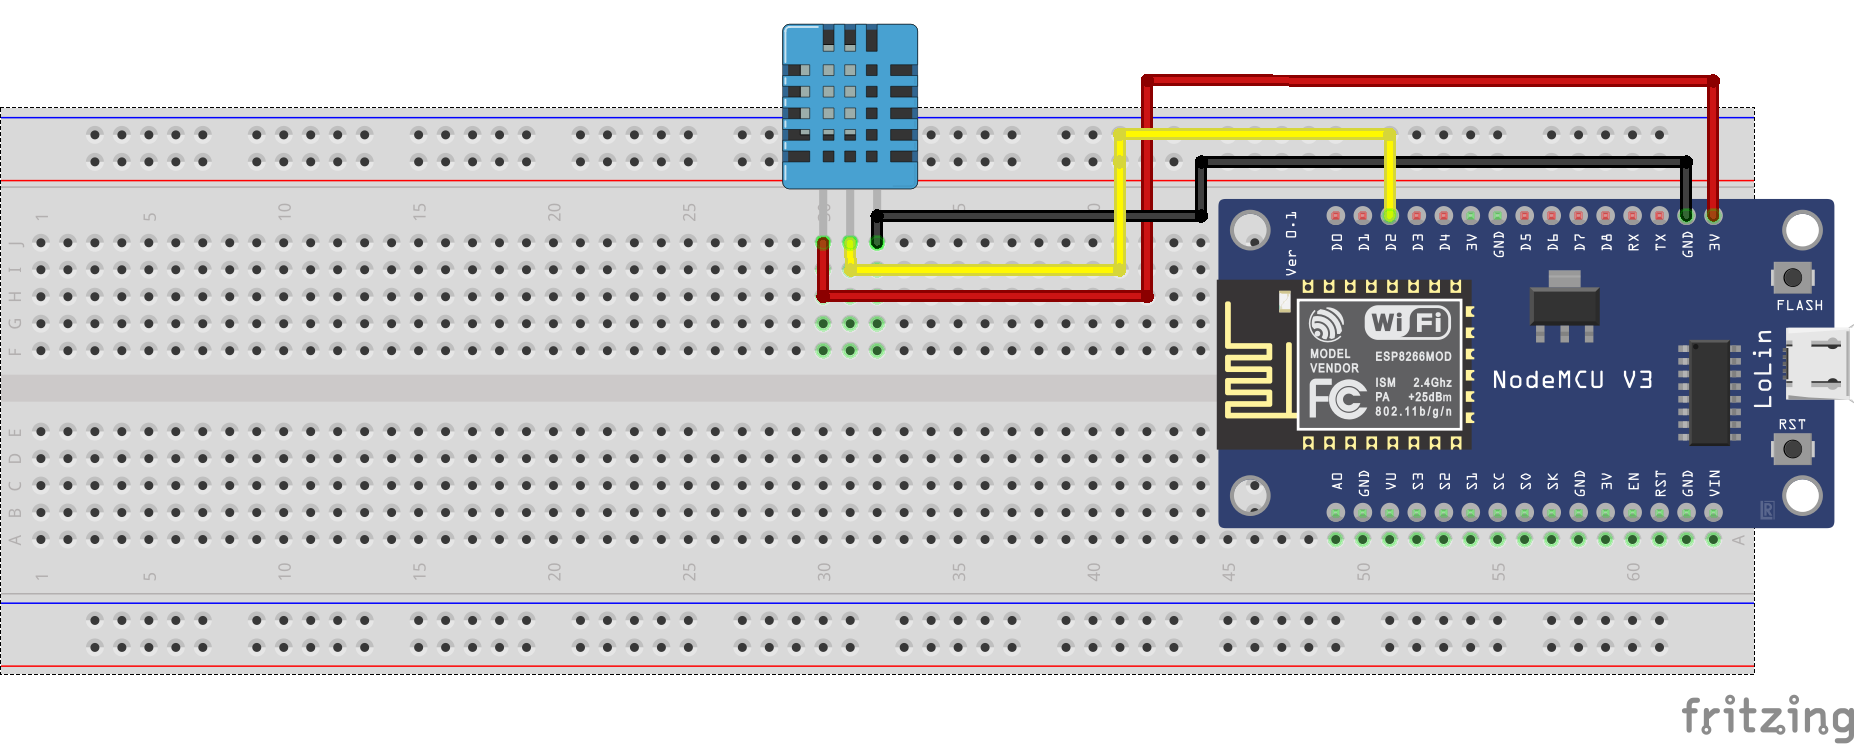 1 5 10 15 20 25 30 35 40
J
I
H
G
F
E
D
C
B
A
A
1 5 10 15 20 25 30 35 40 45 50 55 60
Ver 0.1
D0 D1 D2 D3 D4 3V GND D5 D6 D7 D8 RX TX GND 3V
FLASH
WiFi
MODEL
VENDOR
ESP8266MOD
FC
ISM 2.4Ghz
PA +25dBm
802.11b/g/n
NodeMCU V3
LoLin
RST
A0 GND VU S3 S2 S1 SC S0 SK GND 3V EN RST GND VIN
R
fritzing